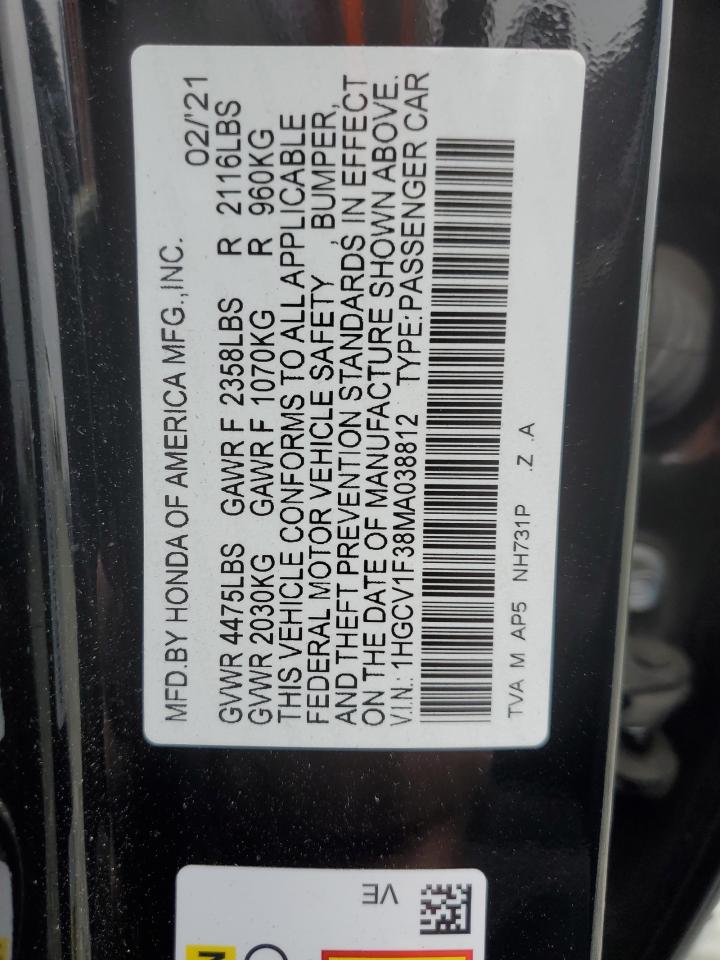 MFD.BY HONDA OF AMERICA MFG.,INC. 02/'21
GVWR 4475LBS GAWR F 2358LBS R 2116LBS
GVWR 2030KG GAWR F 1070KG R 960KG
THIS VEHICLE CONFORMS TO ALL APPLICABLE
FEDERAL MOTOR VEHICLE SAFETY, BUMPER,
AND THEFT PREVENTION STANDARDS IN EFFECT
ON THE DATE OF MANUFACTURE SHOWN ABOVE.
V.I.N.: 1HGCV1F38MA038812 TYPE: PASSENGER CAR
TVA M AP5 NH731P .Z .A
VE